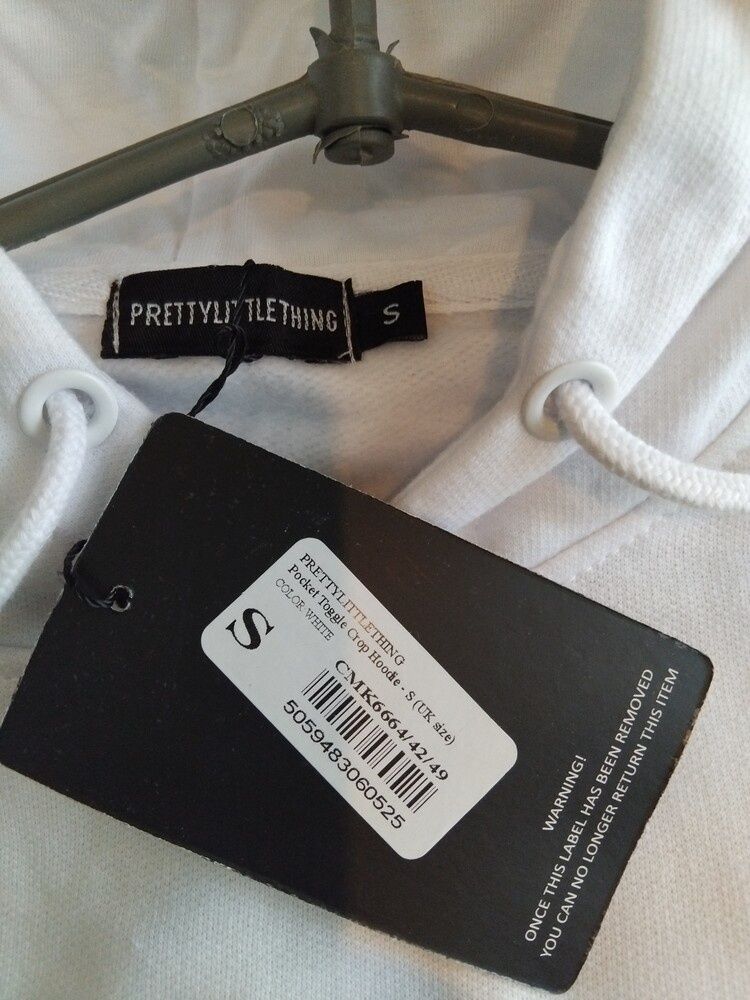 PRETTYLITTLETHING
S
PRETTYLITTLETHING
Pocket Toggle Crop Hoodie - S (UK size)
COLOR: WHITE
S
CMK6664/42/49
5059483060525
WARNING!
ONCE THIS LABEL HAS BEEN REMOVED
YOU CAN NO LONGER RETURN THIS ITEM